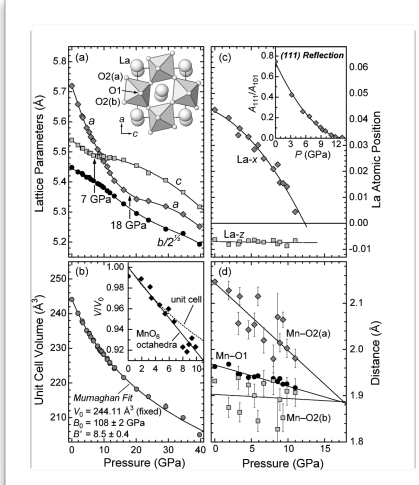 (a)
La
O2(a)
O1
O2(b)
a
c
a
c
a
b/2^½
7 GPa
18 GPa
5.8
5.7
5.6
5.5
5.4
5.3
5.2
Lattice Parameters (Å)
(b)
250
240
230
220
210
Unit Cell Volume (Å³)
1.00
0.98
0.96
0.94
0.92
0.91
V/V₀
0 2 4 6 8 10
unit cell
MnO₆
octahedra
Murnaghan Fit
V₀ = 244.11 Å³ (fixed)
B₀ = 108 ± 2 GPa
B' = 8.5 ± 0.4
0 10 20 30 40
Pressure (GPa)
(c)
(111) Reflection
A₁₁₁/A₁₀₁
0.8
0.6
0.4
0.2
0.0
0 3 6 9 12
P (GPa)
La-x
La-z
0.06
0.05
0.04
0.03
0.02
0.01
0.00
-0.01
La Atomic Position
(d)
Mn–O2(a)
Mn–O1
Mn–O2(b)
2.1
2.0
1.9
1.8
Distance (Å)
0 5 10 15
Pressure (GPa)